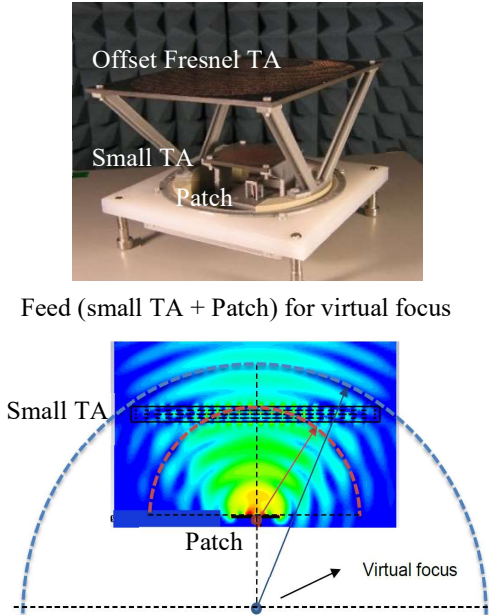 Offset Fresnel TA
Small TA
Patch
Feed (small TA + Patch) for virtual focus
Small TA
Patch
Virtual focus